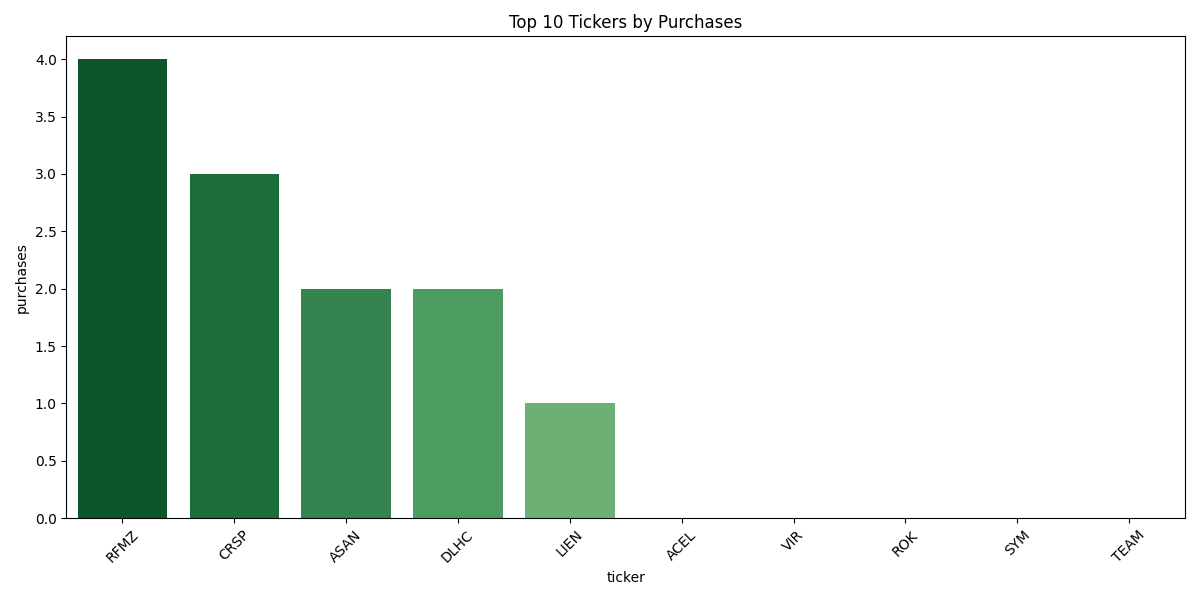 Top 10 Tickers by Purchases
purchases
4.0
3.5
3.0
2.5
2.0
1.5
1.0
0.5
0.0
RFMZ
CRSP
ASAN
DLHC
LIEN
ACEL
VIR
ROK
SYM
TEAM
ticker